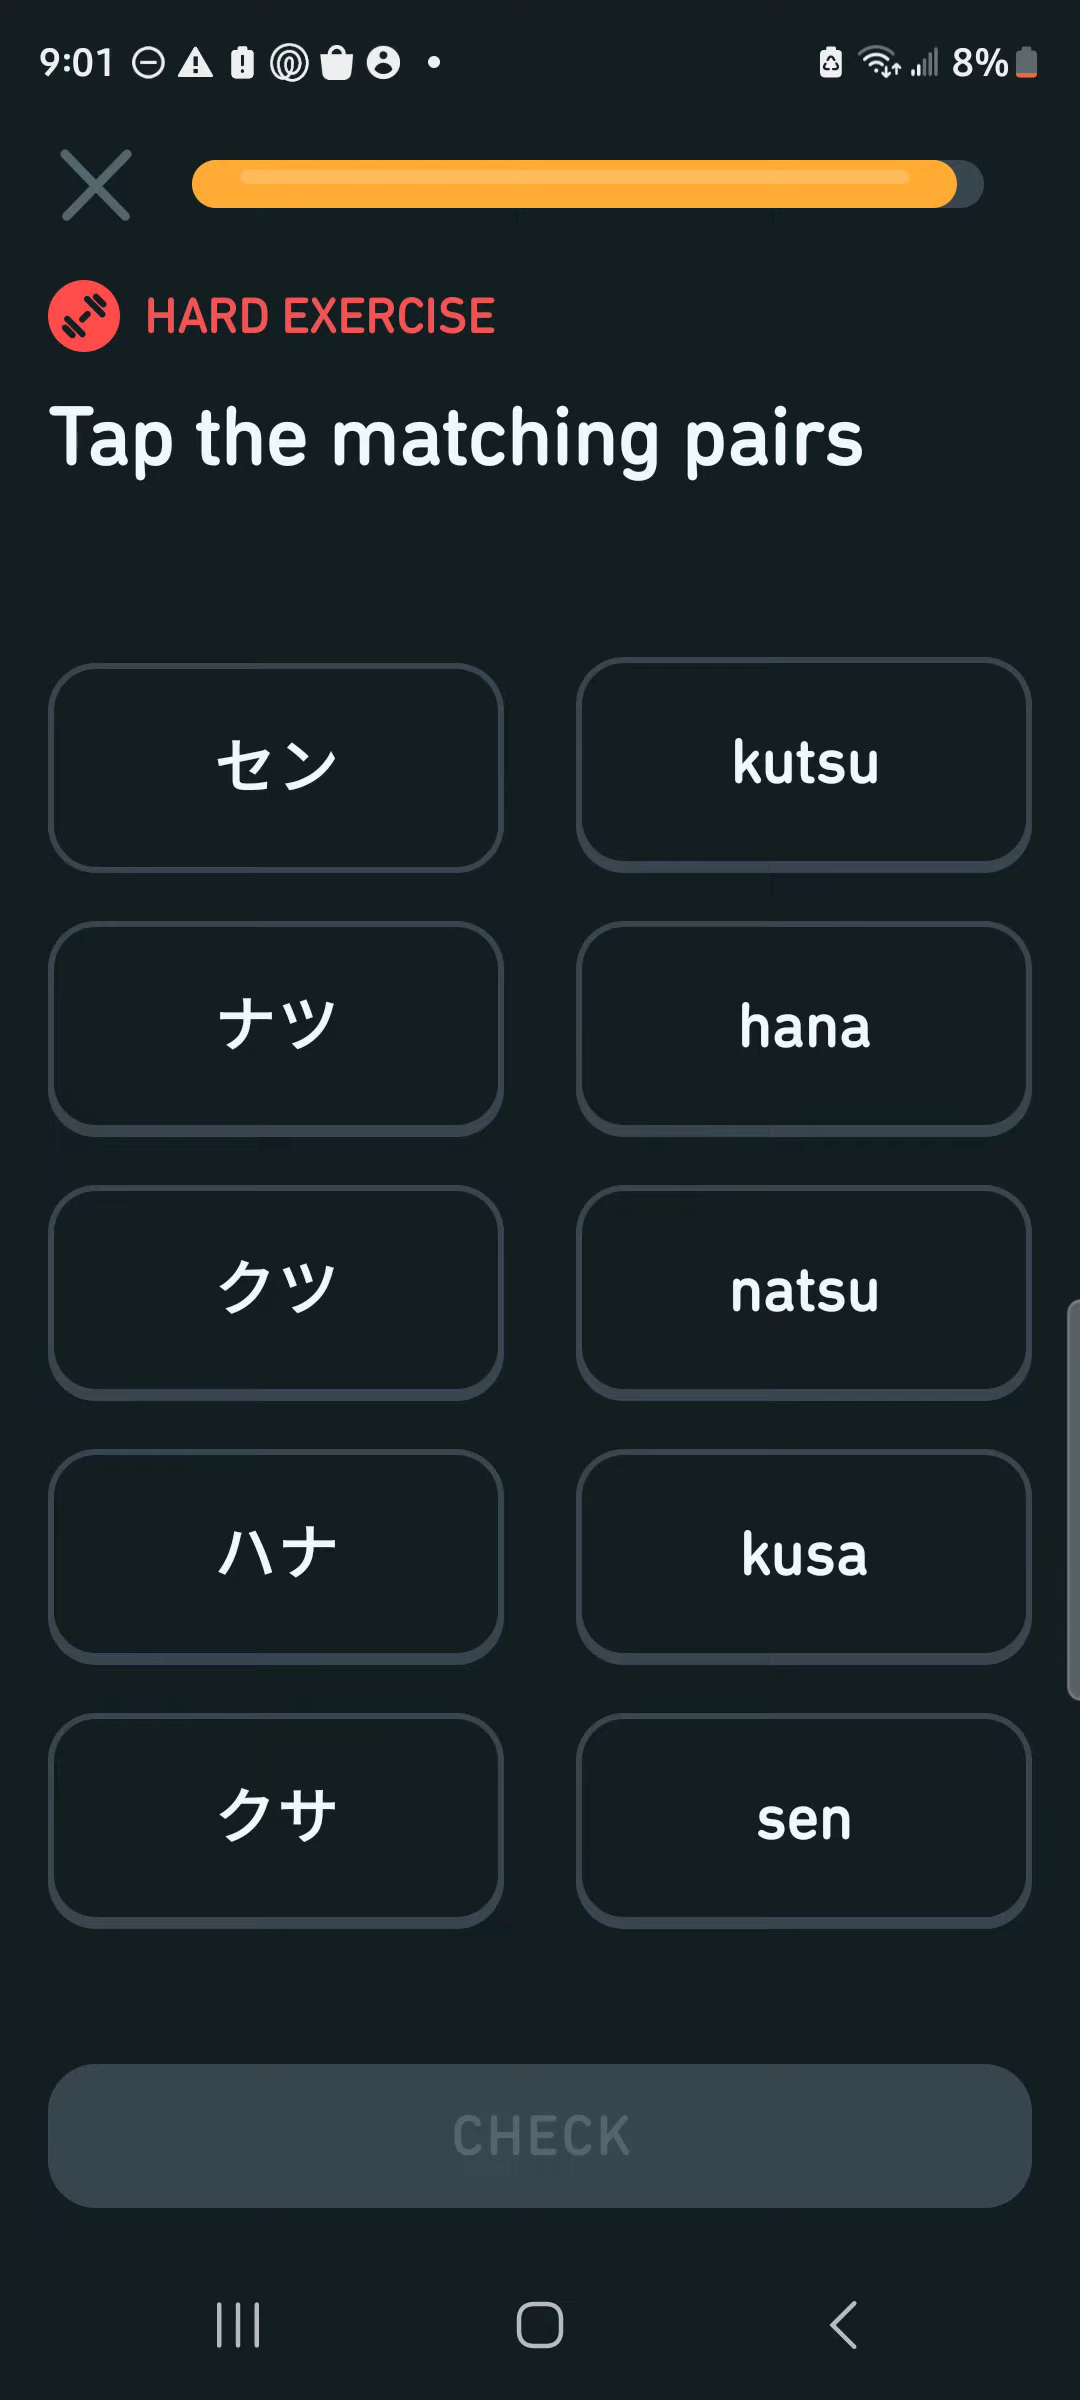 9:01
8%
HARD EXERCISE
Tap the matching pairs
セン
kutsu
ナツ
hana
クツ
natsu
ハナ
kusa
クサ
sen
CHECK